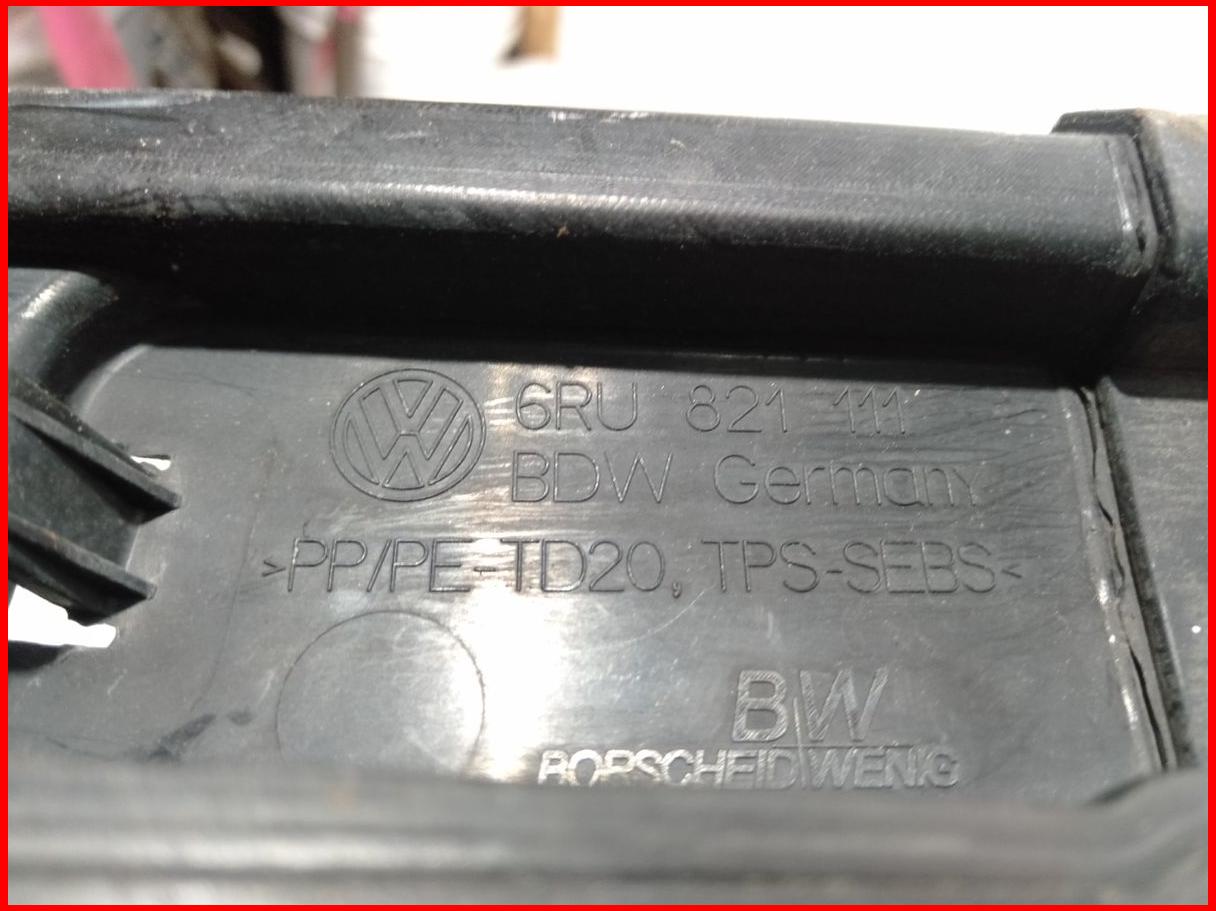 6RU 821 111
BDW Germany
>PP/PE-TD20, TPS-SEBS<
BW
BORSCHEID WENIG